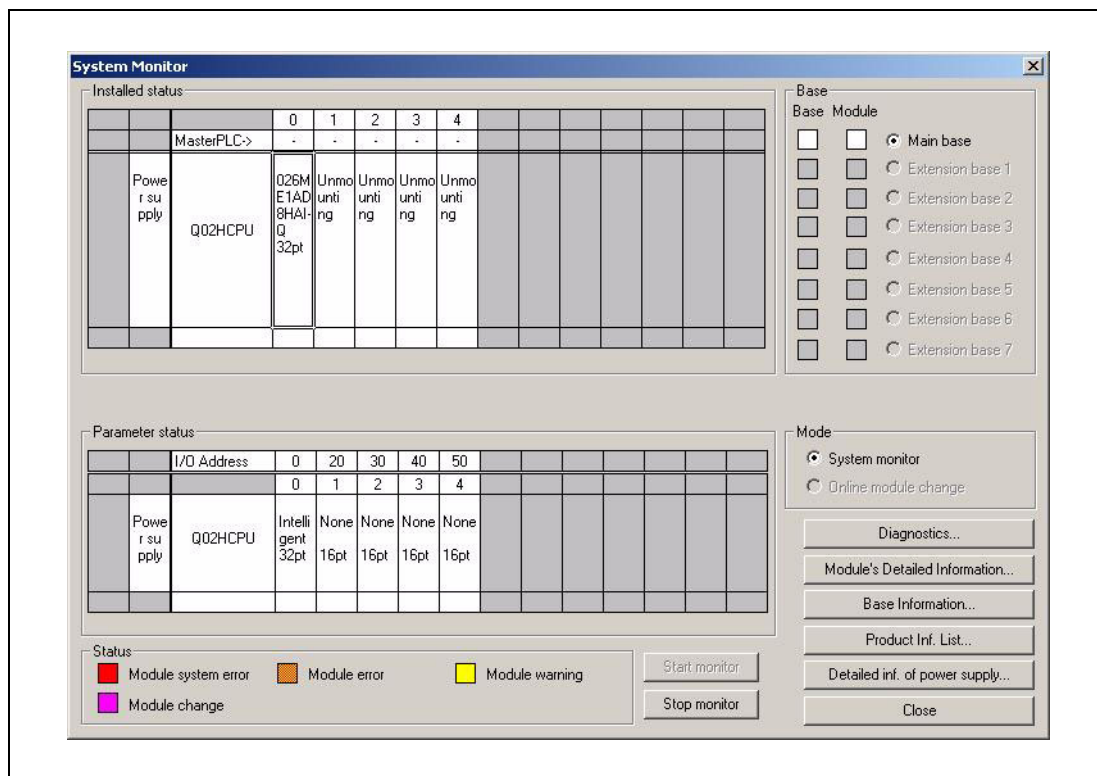 System Monitor
Installed status
0 1 2 3 4
MasterPLC-> - - - - -
Powe
r su
pply
Q02HCPU
026M
E1AD
8HAI-
Q
32pt
Unmo
unti
ng
Unmo
unti
ng
Unmo
unti
ng
Unmo
unti
ng
Base
Base Module
Main base
Extension base 1
Extension base 2
Extension base 3
Extension base 4
Extension base 5
Extension base 6
Extension base 7
Parameter status
I/O Address 0 20 30 40 50
0 1 2 3 4
Powe
r su
pply
Q02HCPU
Intelli
gent
32pt
None
16pt
None
16pt
None
16pt
None
16pt
Mode
System monitor
Online module change
Diagnostics...
Module's Detailed Information...
Base Information...
Product Inf. List...
Detailed inf. of power supply...
Close
Status
Module system error
Module error
Module warning
Module change
Start monitor
Stop monitor